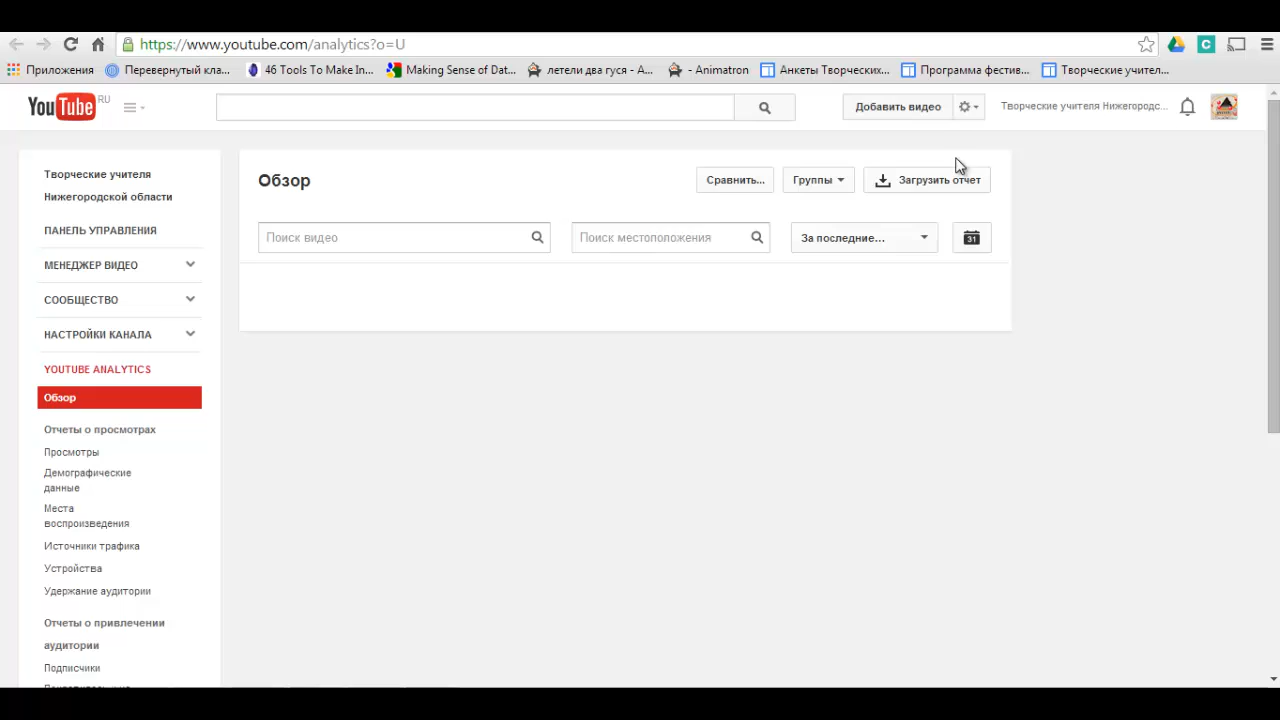 https://www.youtube.com/analytics?o=U
Приложения
Перевернутый кла...
46 Tools To Make In...
Making Sense of Dat...
летели два гуся - A...
- Animatron
Анкеты Творческих...
Программа фестив...
Творческие учител...
YouTube RU
Добавить видео
Творческие учителя Нижегородс...
Творческие учителя
Нижегородской области
ПАНЕЛЬ УПРАВЛЕНИЯ
МЕНЕДЖЕР ВИДЕО
СООБЩЕСТВО
НАСТРОЙКИ КАНАЛА
YOUTUBE ANALYTICS
Обзор
Отчеты о просмотрах
Просмотры
Демографические
данные
Места
воспроизведения
Источники трафика
Устройства
Удержание аудитории
Отчеты о привлечении
аудитории
Подписчики
Обзор
Сравнить...
Группы
Загрузить отчет
Поиск видео
Поиск местоположения
За последние...
31